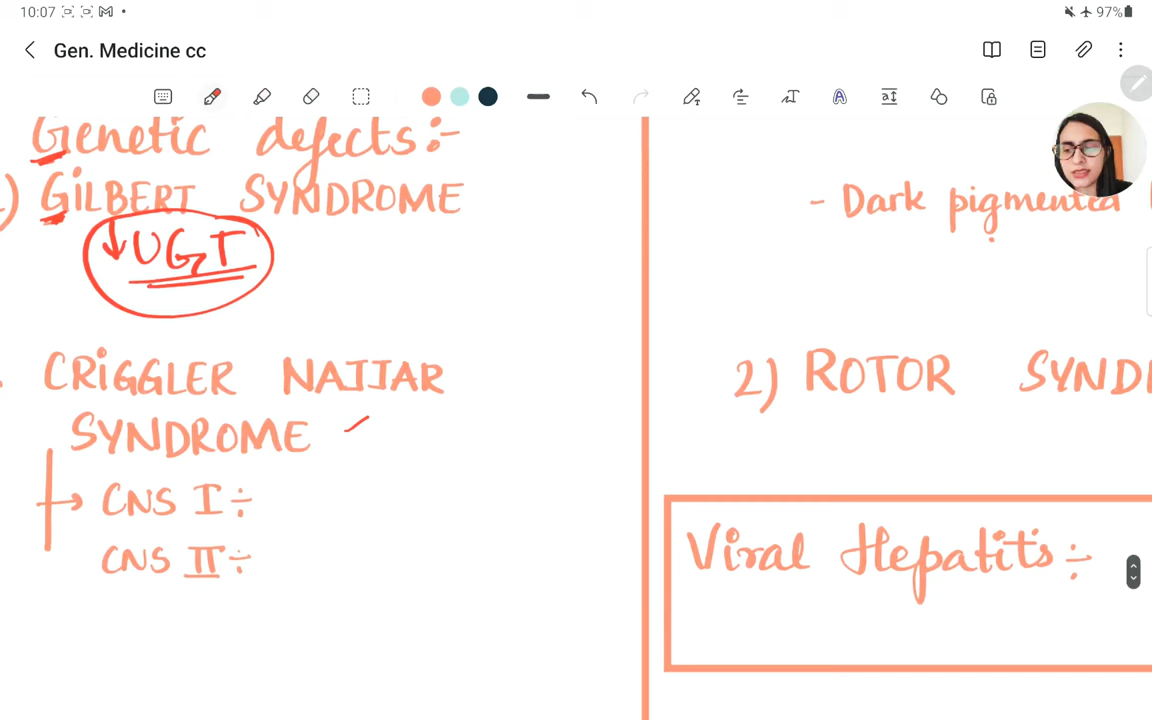 10:07
97%
Gen. Medicine cc
Genetic defects:-
) GILBERT SYNDROME
↓ UGT
CRIGGLER NAJJAR
SYNDROME
→ CNS I÷
CNS II÷
- Dark pigmented
2) ROTOR SYND
Viral Hepatits÷